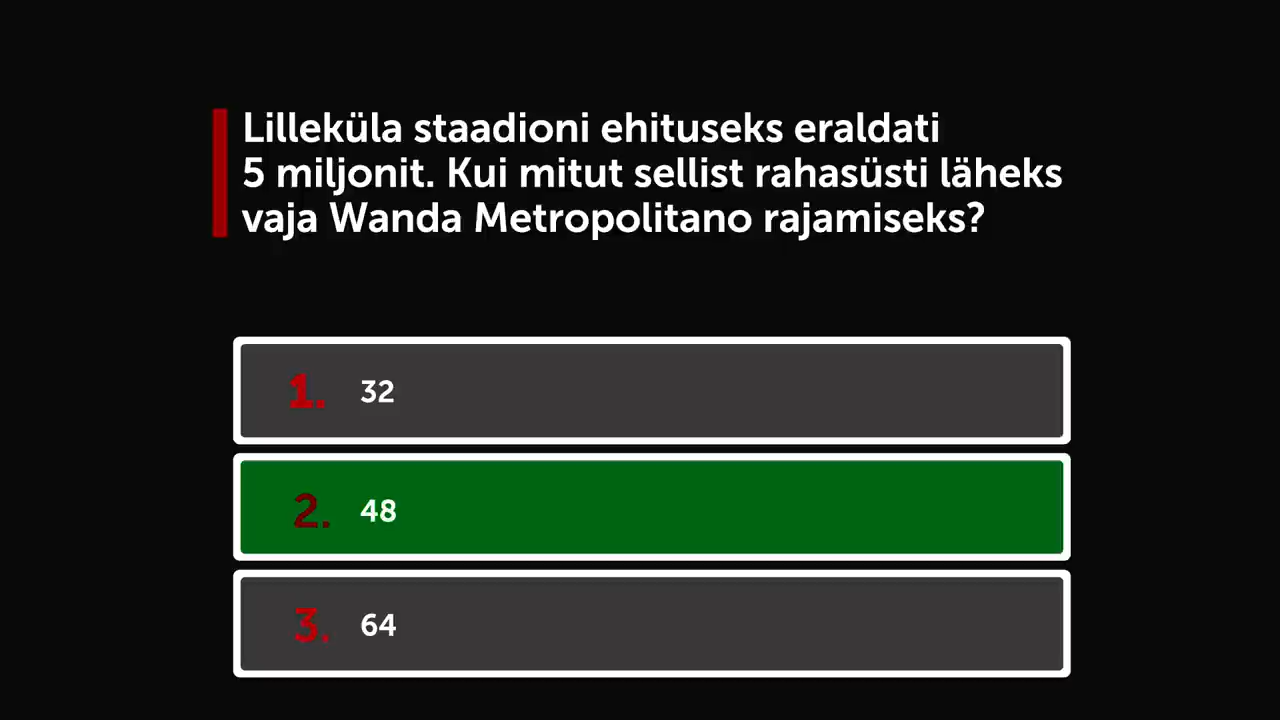 Lilleküla staadioni ehituseks eraldati
5 miljonit. Kui mitut sellist rahasüsti läheks
vaja Wanda Metropolitano rajamiseks?
1. 32
2. 48
3. 64